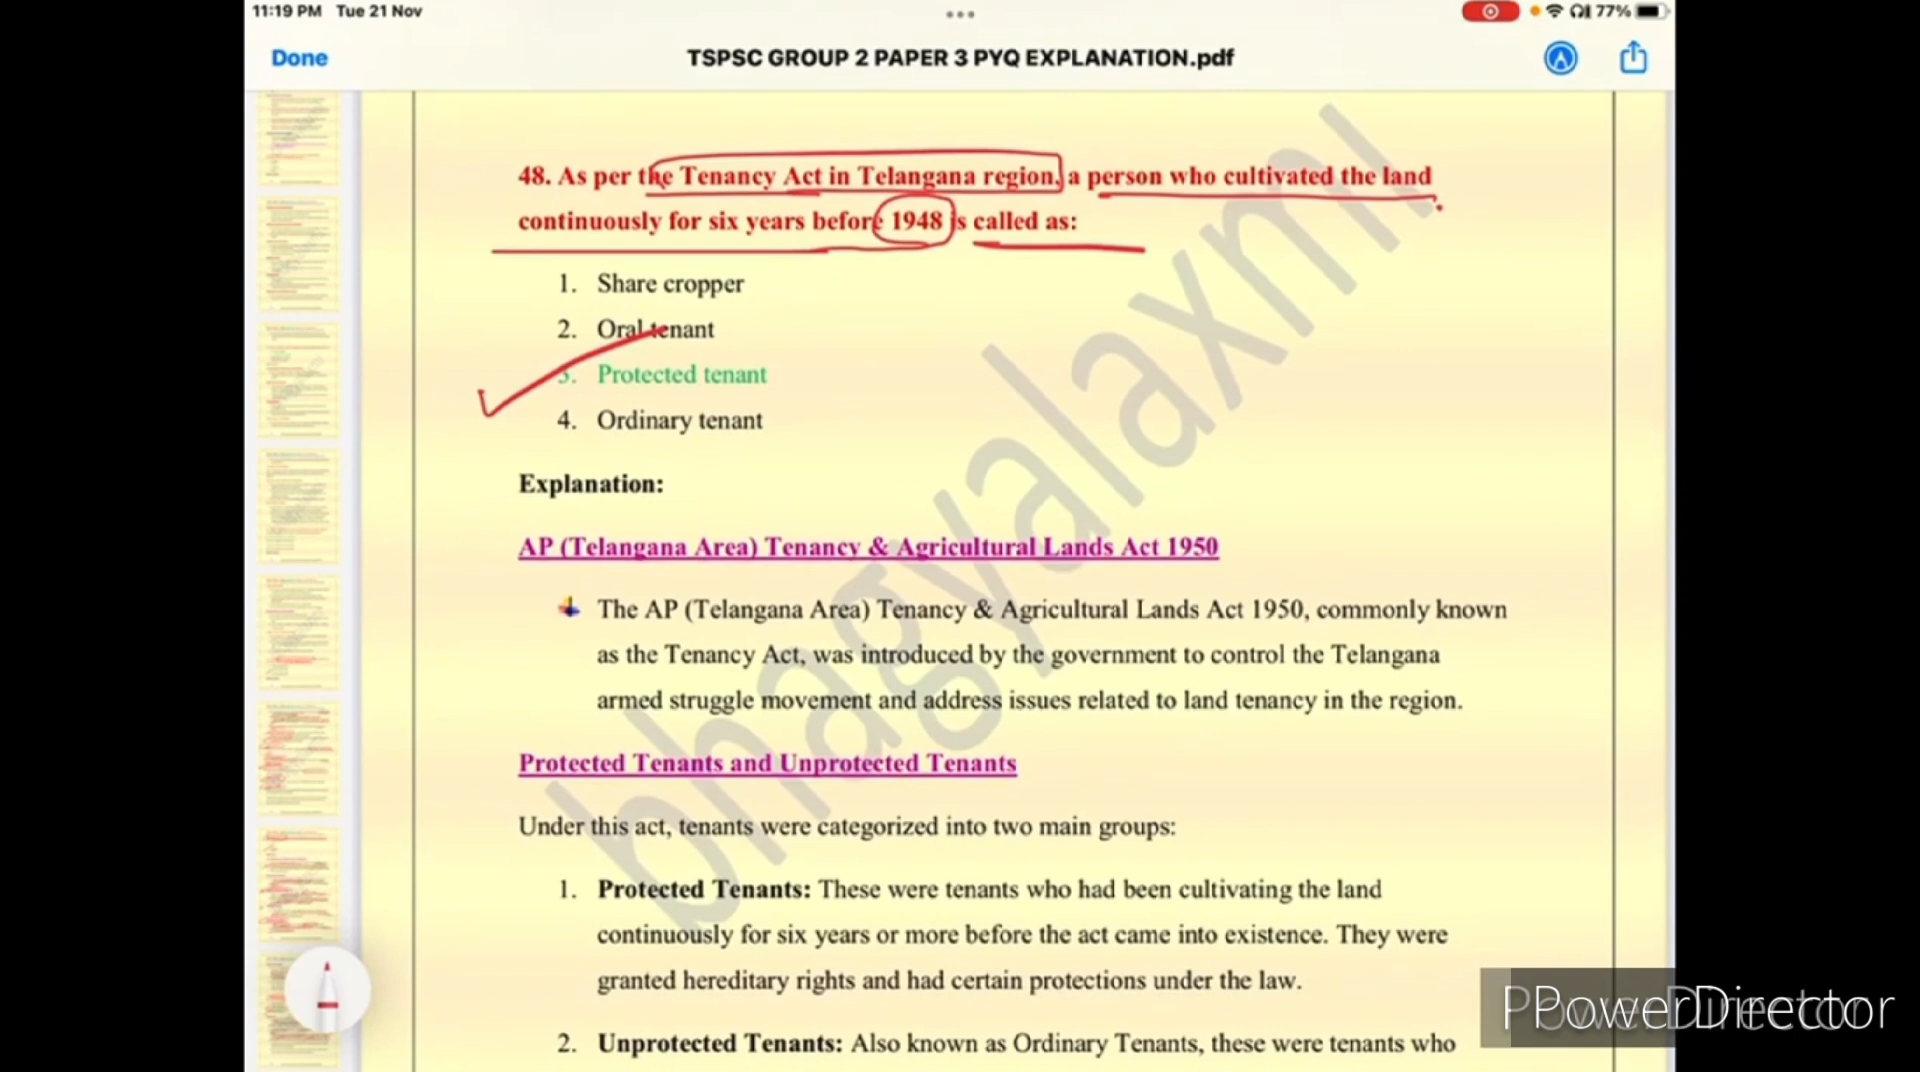 11:19 PM Tue 21 Nov
77%
Done
TSPSC GROUP 2 PAPER 3 PYQ EXPLANATION.pdf
48. As per the Tenancy Act in Telangana region, a person who cultivated the land
continuously for six years before 1948 is called as:
1. Share cropper
2. Oral tenant
3. Protected tenant
4. Ordinary tenant
Explanation:
AP (Telangana Area) Tenancy & Agricultural Lands Act 1950
The AP (Telangana Area) Tenancy & Agricultural Lands Act 1950, commonly known
as the Tenancy Act, was introduced by the government to control the Telangana
armed struggle movement and address issues related to land tenancy in the region.
Protected Tenants and Unprotected Tenants
Under this act, tenants were categorized into two main groups:
1. Protected Tenants: These were tenants who had been cultivating the land
continuously for six years or more before the act came into existence. They were
granted hereditary rights and had certain protections under the law.
2. Unprotected Tenants: Also known as Ordinary Tenants, these were tenants who
bhagyalaxmi
PowerDirector